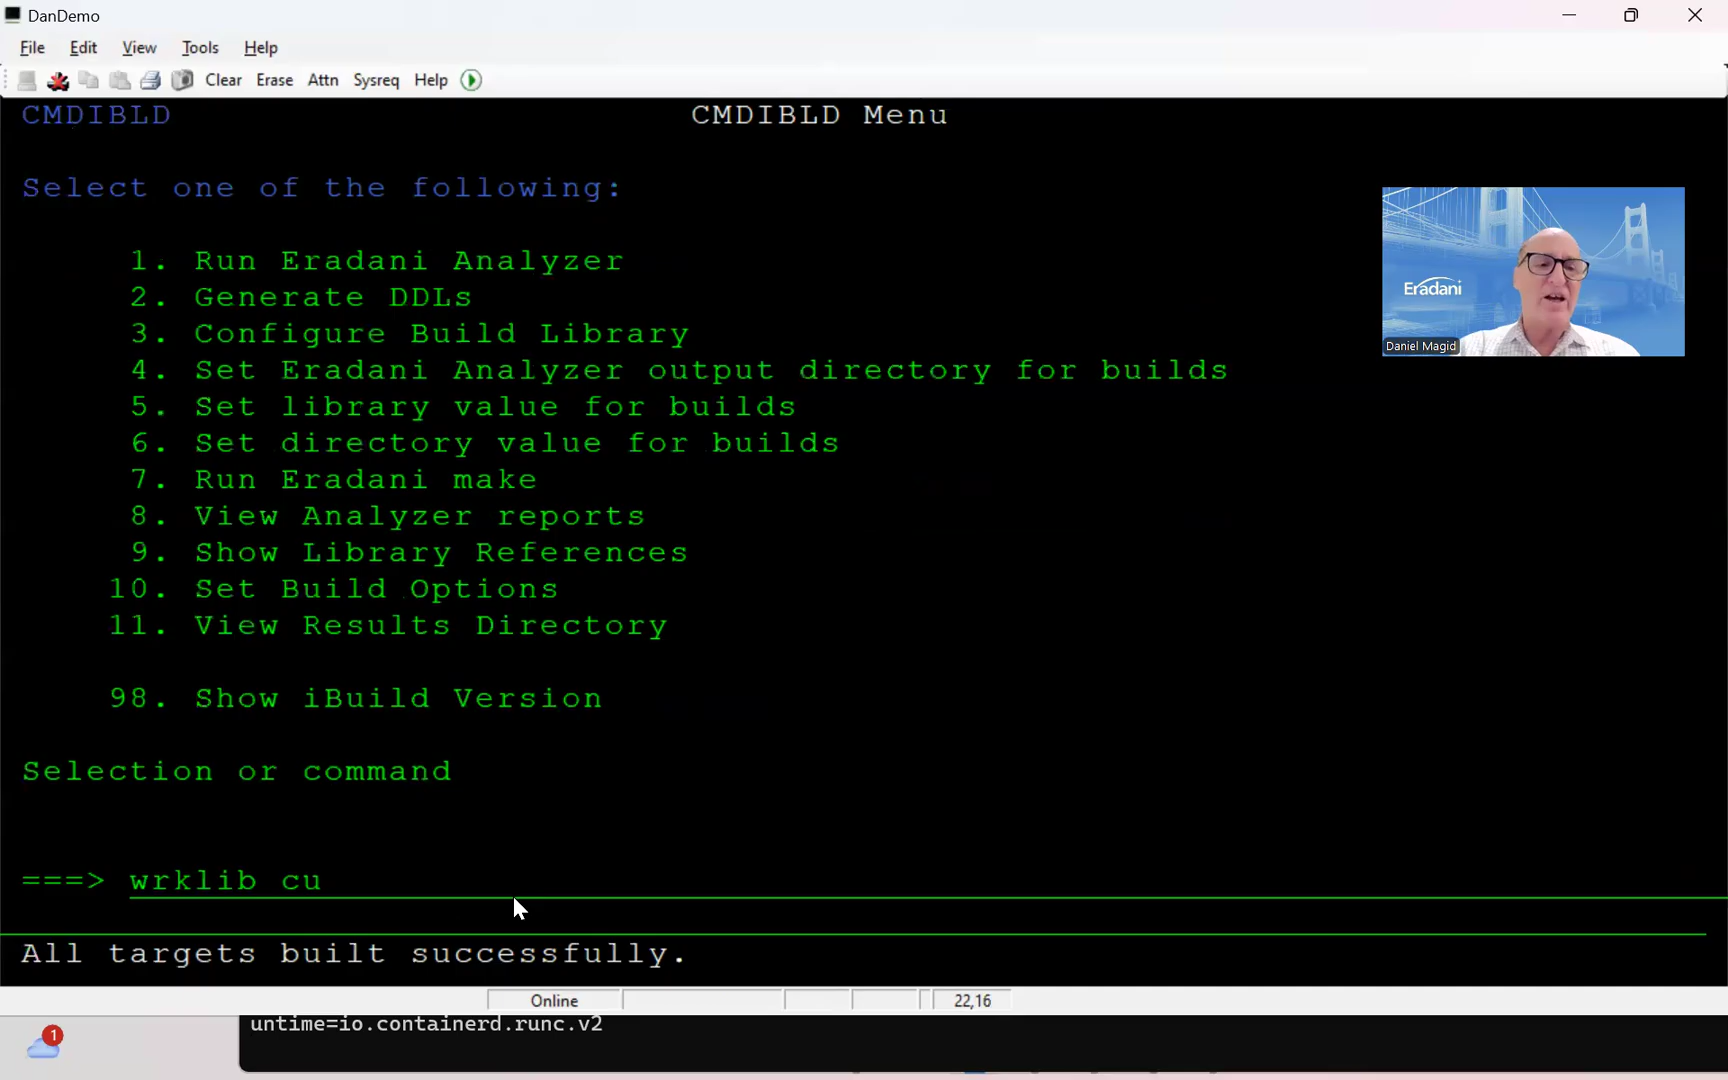 DanDemo
File Edit View Tools Help
Clear Erase Attn Sysreq Help
CMDIBLD CMDIBLD Menu
Select one of the following:
1. Run Eradani Analyzer
2. Generate DDLs
3. Configure Build Library
4. Set Eradani Analyzer output directory for builds
5. Set library value for builds
6. Set directory value for builds
7. Run Eradani make
8. View Analyzer reports
9. Show Library References
10. Set Build Options
11. View Results Directory
98. Show iBuild Version
Eradani
Daniel Magid
Selection or command
===> wrklib cu
All targets built successfully.
Online 22,16
untime=io.containerd.runc.v2
1